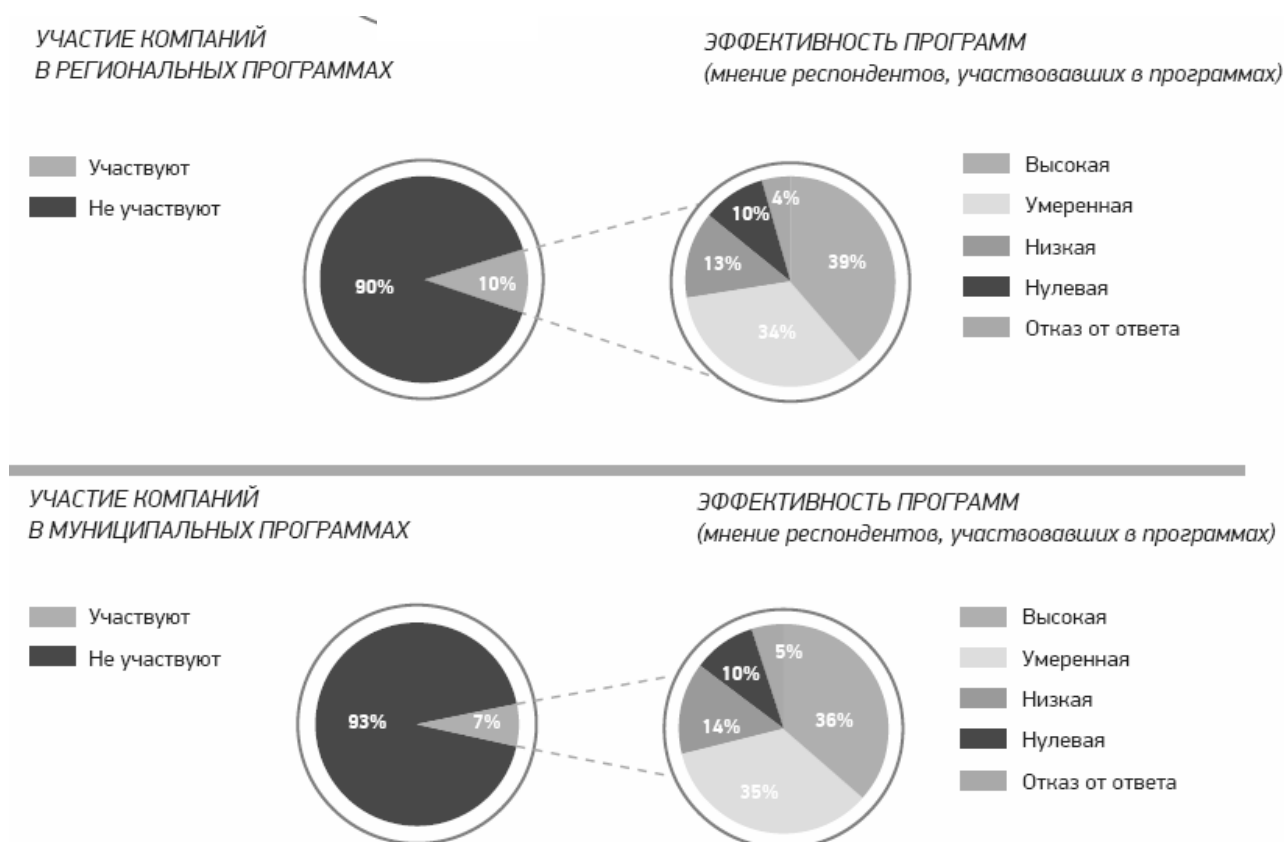 УЧАСТИЕ КОМПАНИЙ
В РЕГИОНАЛЬНЫХ ПРОГРАММАХ
ЭФФЕКТИВНОСТЬ ПРОГРАММ
(мнение респондентов, участвовавших в программах)
Участвуют
Не участвуют
90%
10%
4%
10%
13%
39%
34%
Высокая
Умеренная
Низкая
Нулевая
Отказ от ответа
УЧАСТИЕ КОМПАНИЙ
В МУНИЦИПАЛЬНЫХ ПРОГРАММАХ
ЭФФЕКТИВНОСТЬ ПРОГРАММ
(мнение респондентов, участвовавших в программах)
Участвуют
Не участвуют
93%
7%
5%
10%
14%
36%
35%
Высокая
Умеренная
Низкая
Нулевая
Отказ от ответа